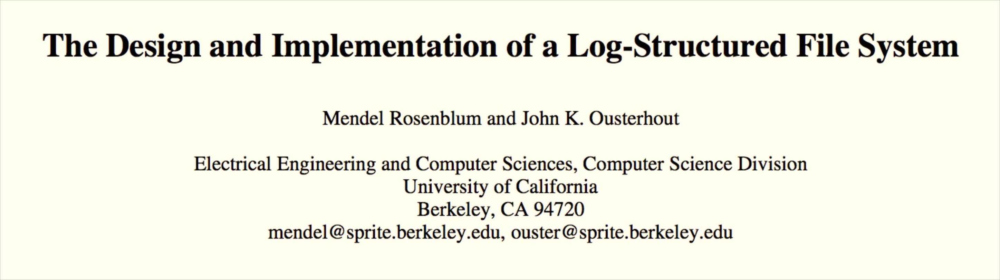 The Design and Implementation of a Log-Structured File System
Mendel Rosenblum and John K. Ousterhout
Electrical Engineering and Computer Sciences, Computer Science Division
University of California
Berkeley, CA 94720
mendel@sprite.berkeley.edu, ouster@sprite.berkeley.edu